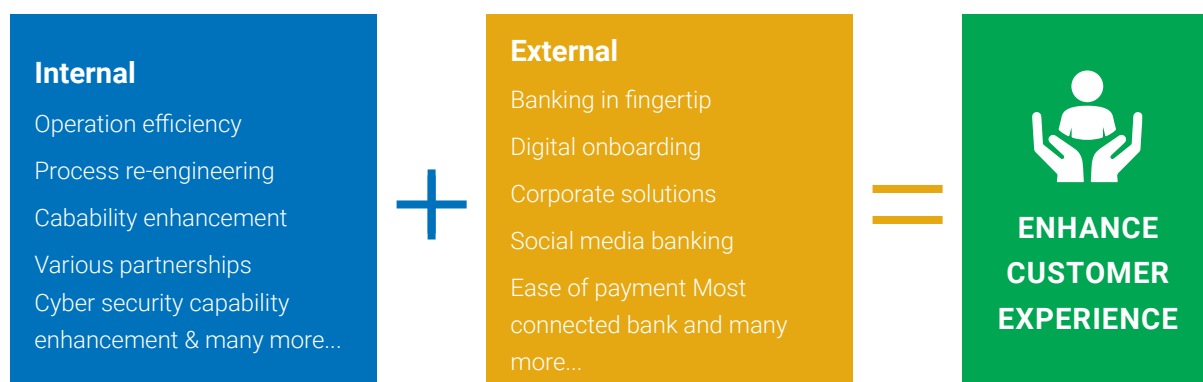 Internal
Operation efficiency
Process re-engineering
Cabability enhancement
Various partnerships
Cyber security capability
enhancement & many more...
External
Banking in fingertip
Digital onboarding
Corporate solutions
Social media banking
Ease of payment Most
connected bank and many
more...
ENHANCE
CUSTOMER
EXPERIENCE